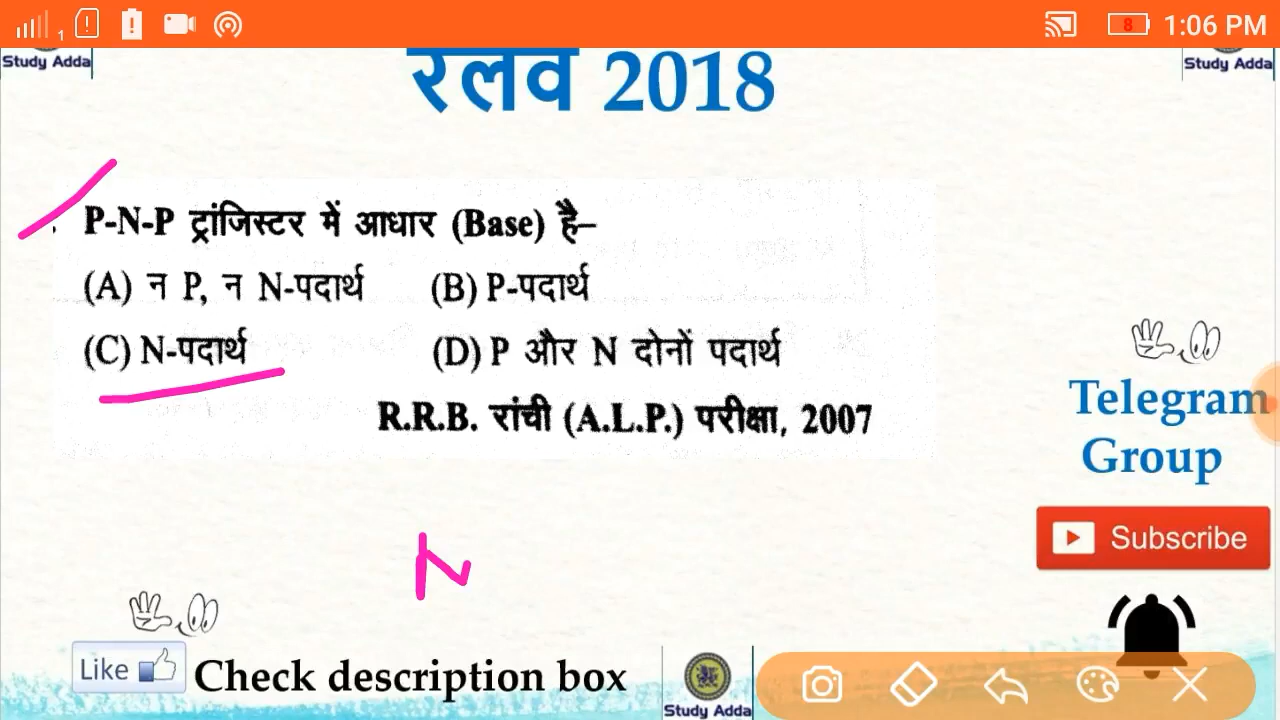 1 8 1:06 PM
Study Adda
रेलवे 2018
Study Adda
P-N-P ट्रांजिस्टर में आधार (Base) है–
(A) न P, न N-पदार्थ (B) P-पदार्थ
(C) N-पदार्थ (D) P और N दोनों पदार्थ
R.R.B. रांची (A.L.P.) परीक्षा, 2007
Telegram
Group
Subscribe
N
Like Check description box
Study Adda